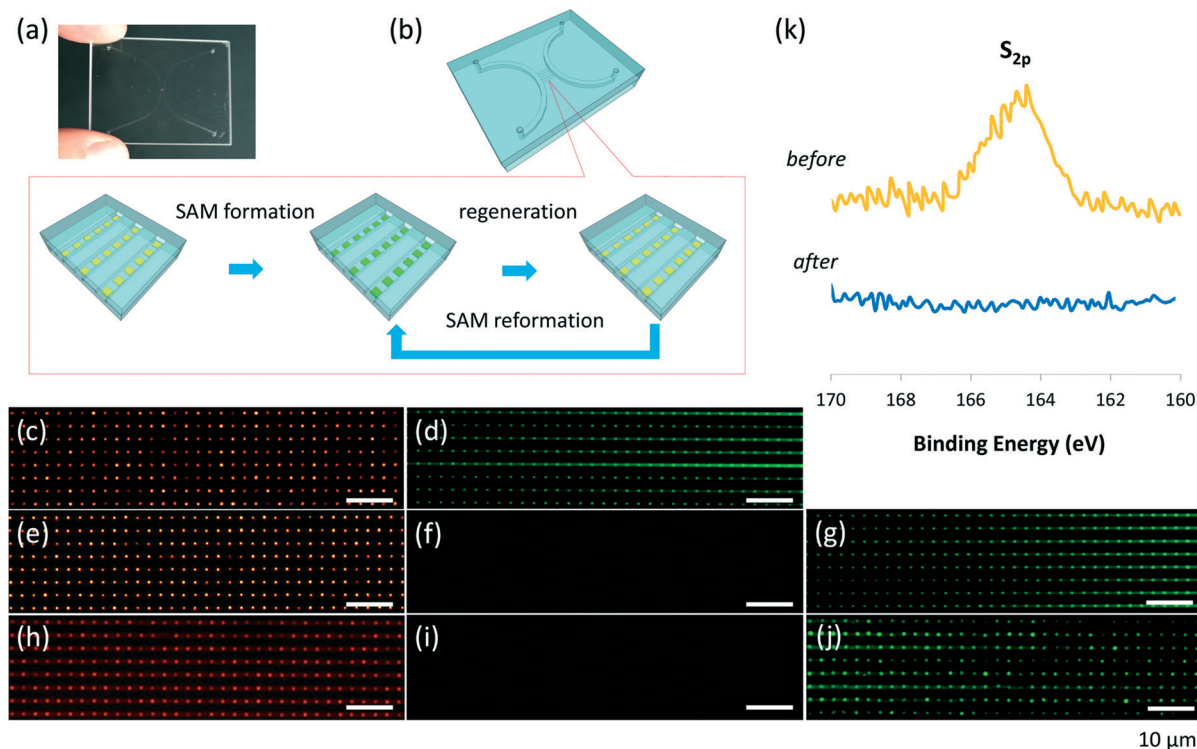 (a)
(b)
(k)
S2p
before
after
SAM formation
regeneration
SAM reformation
170 168 166 164 162 160
Binding Energy (eV)
(c)
(d)
(e)
(f)
(g)
(h)
(i)
(j)
10 µm